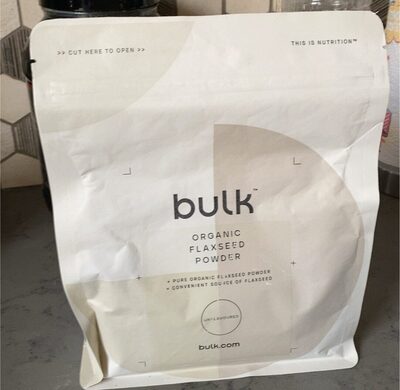 >> CUT HERE TO OPEN >>
THIS IS NUTRITION™
bulk™
ORGANIC
FLAXSEED
POWDER
+ PURE ORGANIC FLAXSEED POWDER
+ CONVENIENT SOURCE OF FLAXSEED
UNFLAVOURED
bulk.com